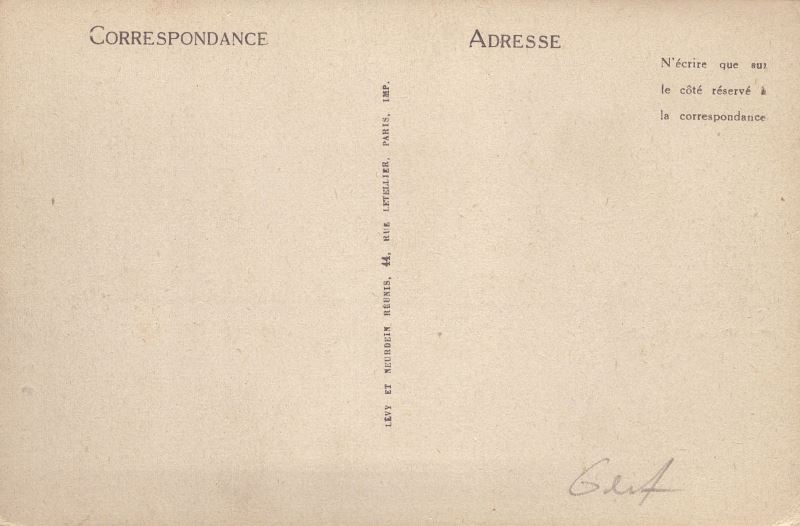 CORRESPONDANCE
ADRESSE
N'écrire que sur
le côté réservé à
la correspondance
LÉVY ET NEURDEIN RÉUNIS, 44, RUE LETELLIER, PARIS, IMP.